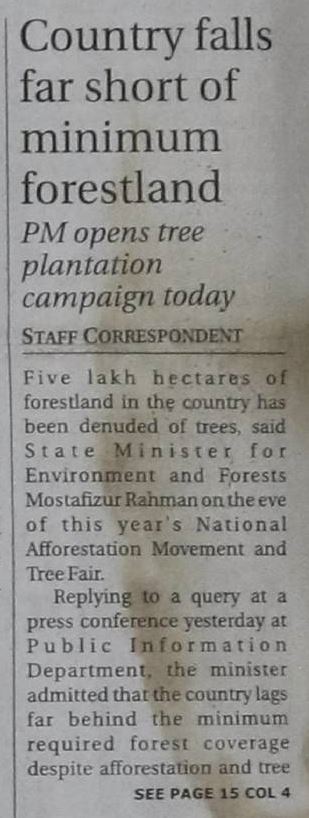 Country falls
far short of
minimum
forestland
PM opens tree
plantation
campaign today
STAFF CORRESPONDENT
Five lakh hectares of
forestland in the country has
been denuded of trees, said
State Minister for
Environment and Forests
Mostafizur Rahman on the eve
of this year's National
Afforestation Movement and
Tree Fair.
Replying to a query at a
press conference yesterday at
Public Information
Department, the minister
admitted that the country lags
far behind the minimum
required forest coverage
despite afforestation and tree
SEE PAGE 15 COL 4